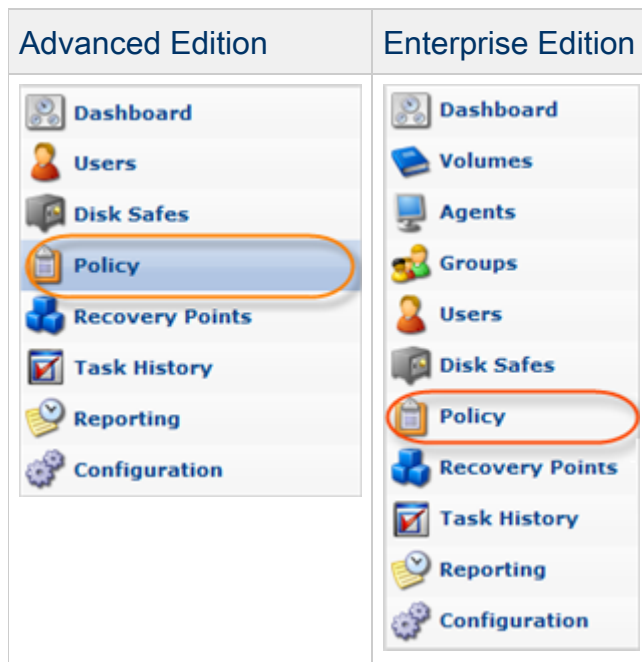 Advanced Edition
Enterprise Edition
Dashboard
Users
Disk Safes
Policy
Recovery Points
Task History
Reporting
Configuration
Dashboard
Volumes
Agents
Groups
Users
Disk Safes
Policy
Recovery Points
Task History
Reporting
Configuration